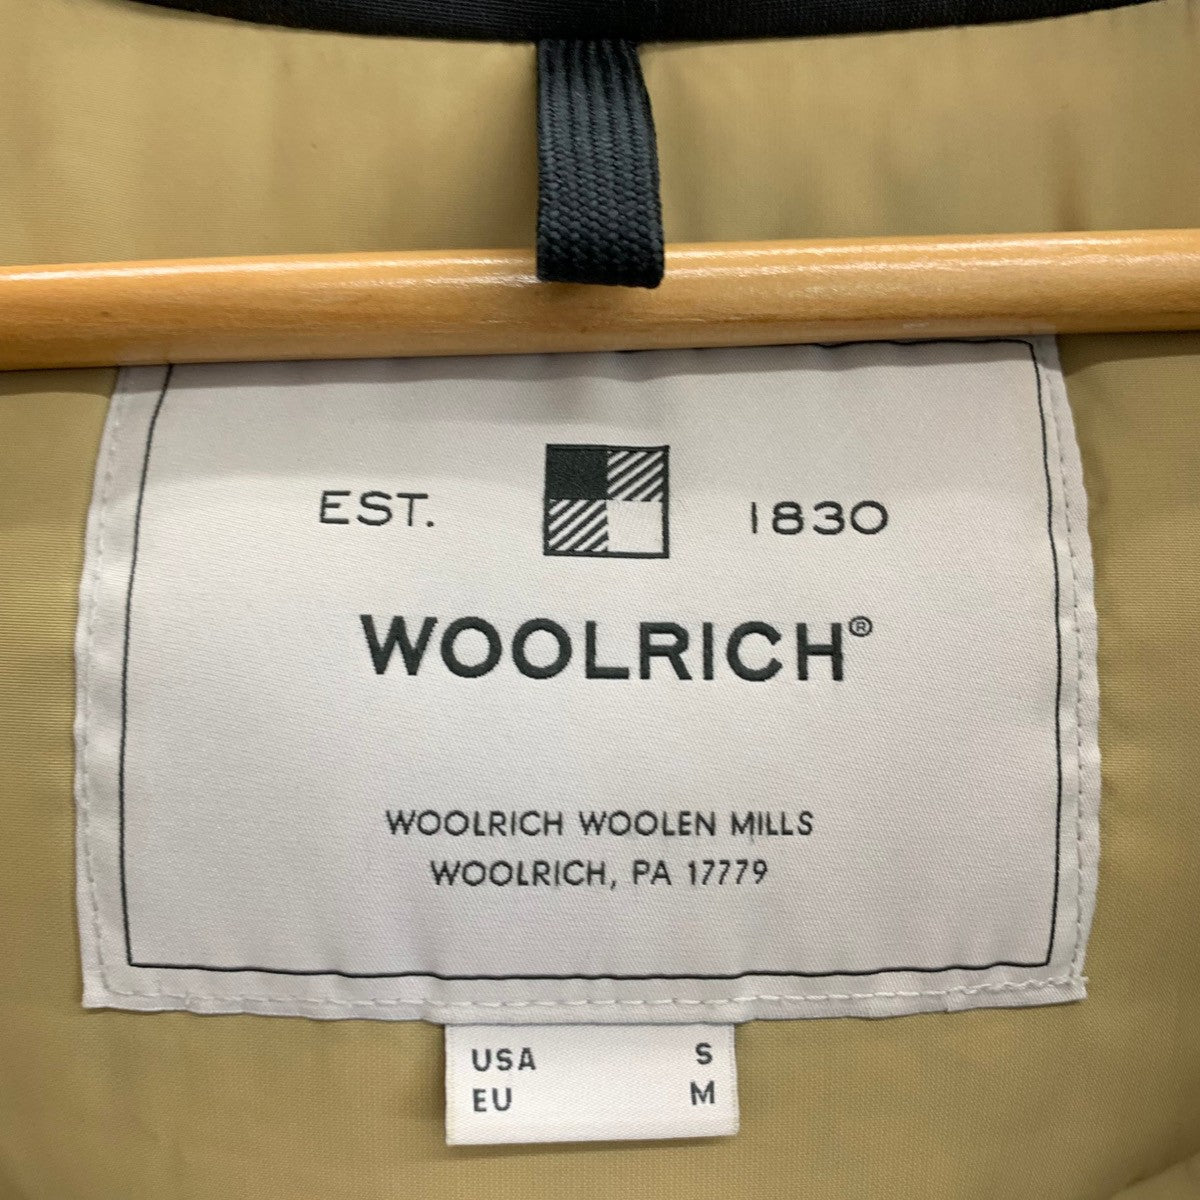 EST. 1830
WOOLRICH®
WOOLRICH WOOLEN MILLS
WOOLRICH, PA 17779
USA S
EU M